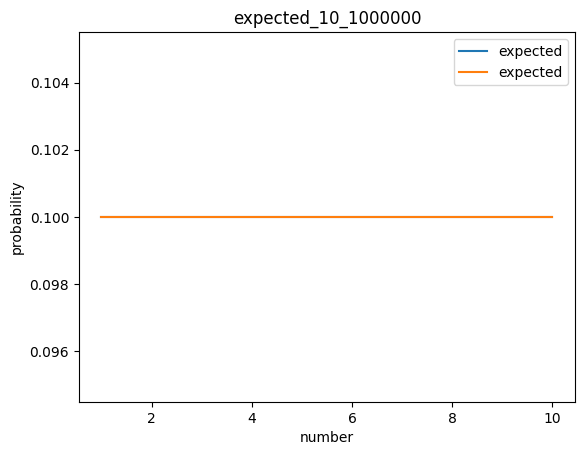 expected_10_1000000
expected
expected
probability
0.104
0.102
0.100
0.098
0.096
2 4 6 8 10
number